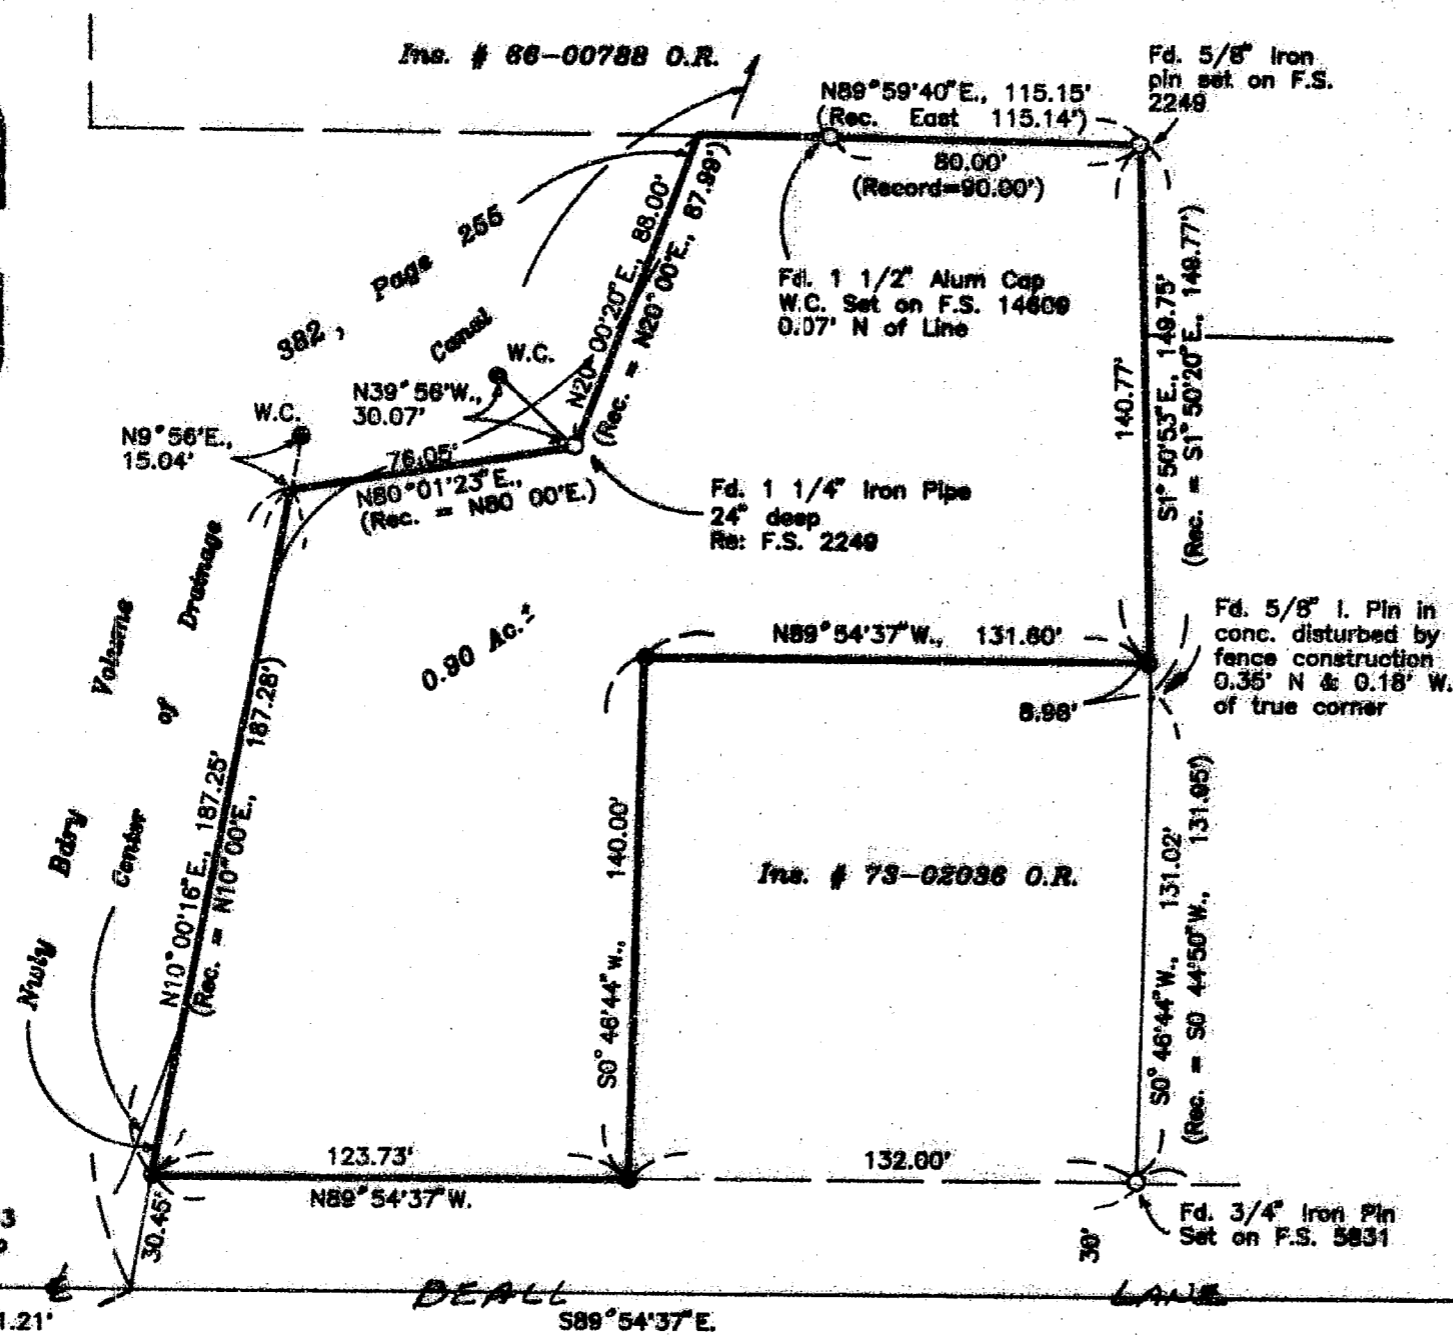 Ins. # 66-00788 O.R.
N89°59'40"E., 115.15'
(Rec. East 115.14')
80.00'
(Record=90.00')
Fd. 5/8" Iron
pin set on F.S.
2249
Fd. 1 1/2" Alum Cap
W.C. Set on F.S. 14609
0.07' N of Line
N20°00'20"E., 88.00'
(Rec. = N20°00'E., 87.99')
382, Page 255
Canal
W.C.
N39°56'W.,
30.07'
W.C.
N9°56'E.,
15.04'
76.05'
N80°01'23"E.,
(Rec. = N80°00'E.)
Fd. 1 1/4" Iron Pipe
24" deep
Re: F.S. 2249
140.77'
S1°50'53"E., 149.75'
(Rec. = S1°50'20"E., 149.77')
Fd. 5/8" I. Pin in
conc. disturbed by
fence construction
0.35' N & 0.18' W.
of true corner
N89°54'37"W., 131.60'
8.98'
0.90 Ac.±
Nwly Bdry Volume
Center of Drainage
N10°00'16"E., 187.25'
(Rec. = N10°00'E., 187.28')
140.00'
S0°46'44"W.,
Ins. # 73-02036 O.R.
S0°46'44"W., 131.02'
(Rec. = S0°44'50"W., 131.95')
123.73'
N89°54'37"W.
132.00'
30.45'
30'
Fd. 3/4" Iron Pin
Set on F.S. 5831
BEALL LANE
1.21'
S89°54'37"E.